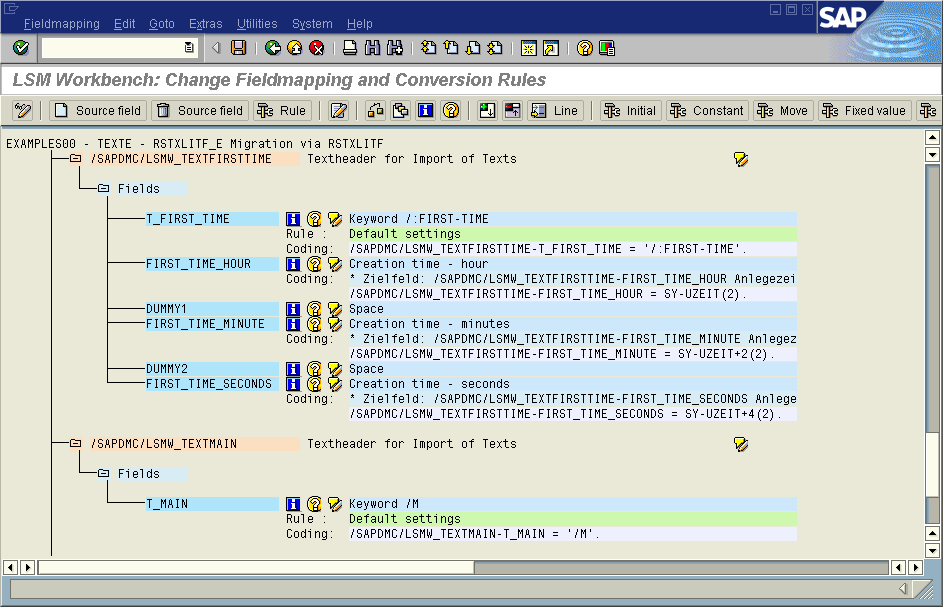 Fieldmapping Edit Goto Extras Utilities System Help
SAP
LSM Workbench: Change Fieldmapping and Conversion Rules
Source field Source field Rule Line Initial Constant Move Fixed value
EXAMPLES00 - TEXTE - RSTXLITF_E Migration via RSTXLITF
/SAPDMC/LSMW_TEXTFIRSTTIME Textheader for Import of Texts
Fields
T_FIRST_TIME Keyword /:FIRST-TIME
Rule : Default settings
Coding: /SAPDMC/LSMW_TEXTFIRSTTIME-T_FIRST_TIME = '/:FIRST-TIME'.
FIRST_TIME_HOUR Creation time - hour
Coding: * Zielfeld: /SAPDMC/LSMW_TEXTFIRSTTIME-FIRST_TIME_HOUR Anlegezei
/SAPDMC/LSMW_TEXTFIRSTTIME-FIRST_TIME_HOUR = SY-UZEIT(2).
DUMMY1 Space
FIRST_TIME_MINUTE Creation time - minutes
Coding: * Zielfeld: /SAPDMC/LSMW_TEXTFIRSTTIME-FIRST_TIME_MINUTE Anlegez
/SAPDMC/LSMW_TEXTFIRSTTIME-FIRST_TIME_MINUTE = SY-UZEIT+2(2).
DUMMY2 Space
FIRST_TIME_SECONDS Creation time - seconds
Coding: * Zielfeld: /SAPDMC/LSMW_TEXTFIRSTTIME-FIRST_TIME_SECONDS Anlege
/SAPDMC/LSMW_TEXTFIRSTTIME-FIRST_TIME_SECONDS = SY-UZEIT+4(2).
/SAPDMC/LSMW_TEXTMAIN Textheader for Import of Texts
Fields
T_MAIN Keyword /M
Rule : Default settings
Coding: /SAPDMC/LSMW_TEXTMAIN-T_MAIN = '/M'.